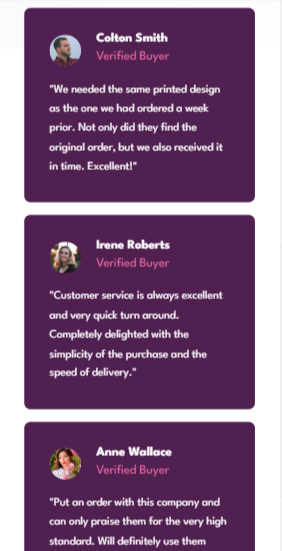 Colton Smith
Verified Buyer
"We needed the same printed design
as the one we had ordered a week
prior. Not only did they find the
original order, but we also received it
in time. Excellent!"
Irene Roberts
Verified Buyer
"Customer service is always excellent
and very quick turn around.
Completely delighted with the
simplicity of the purchase and the
speed of delivery."
Anne Wallace
Verified Buyer
"Put an order with this company and
can only praise them for the very high
standard. Will definitely use them